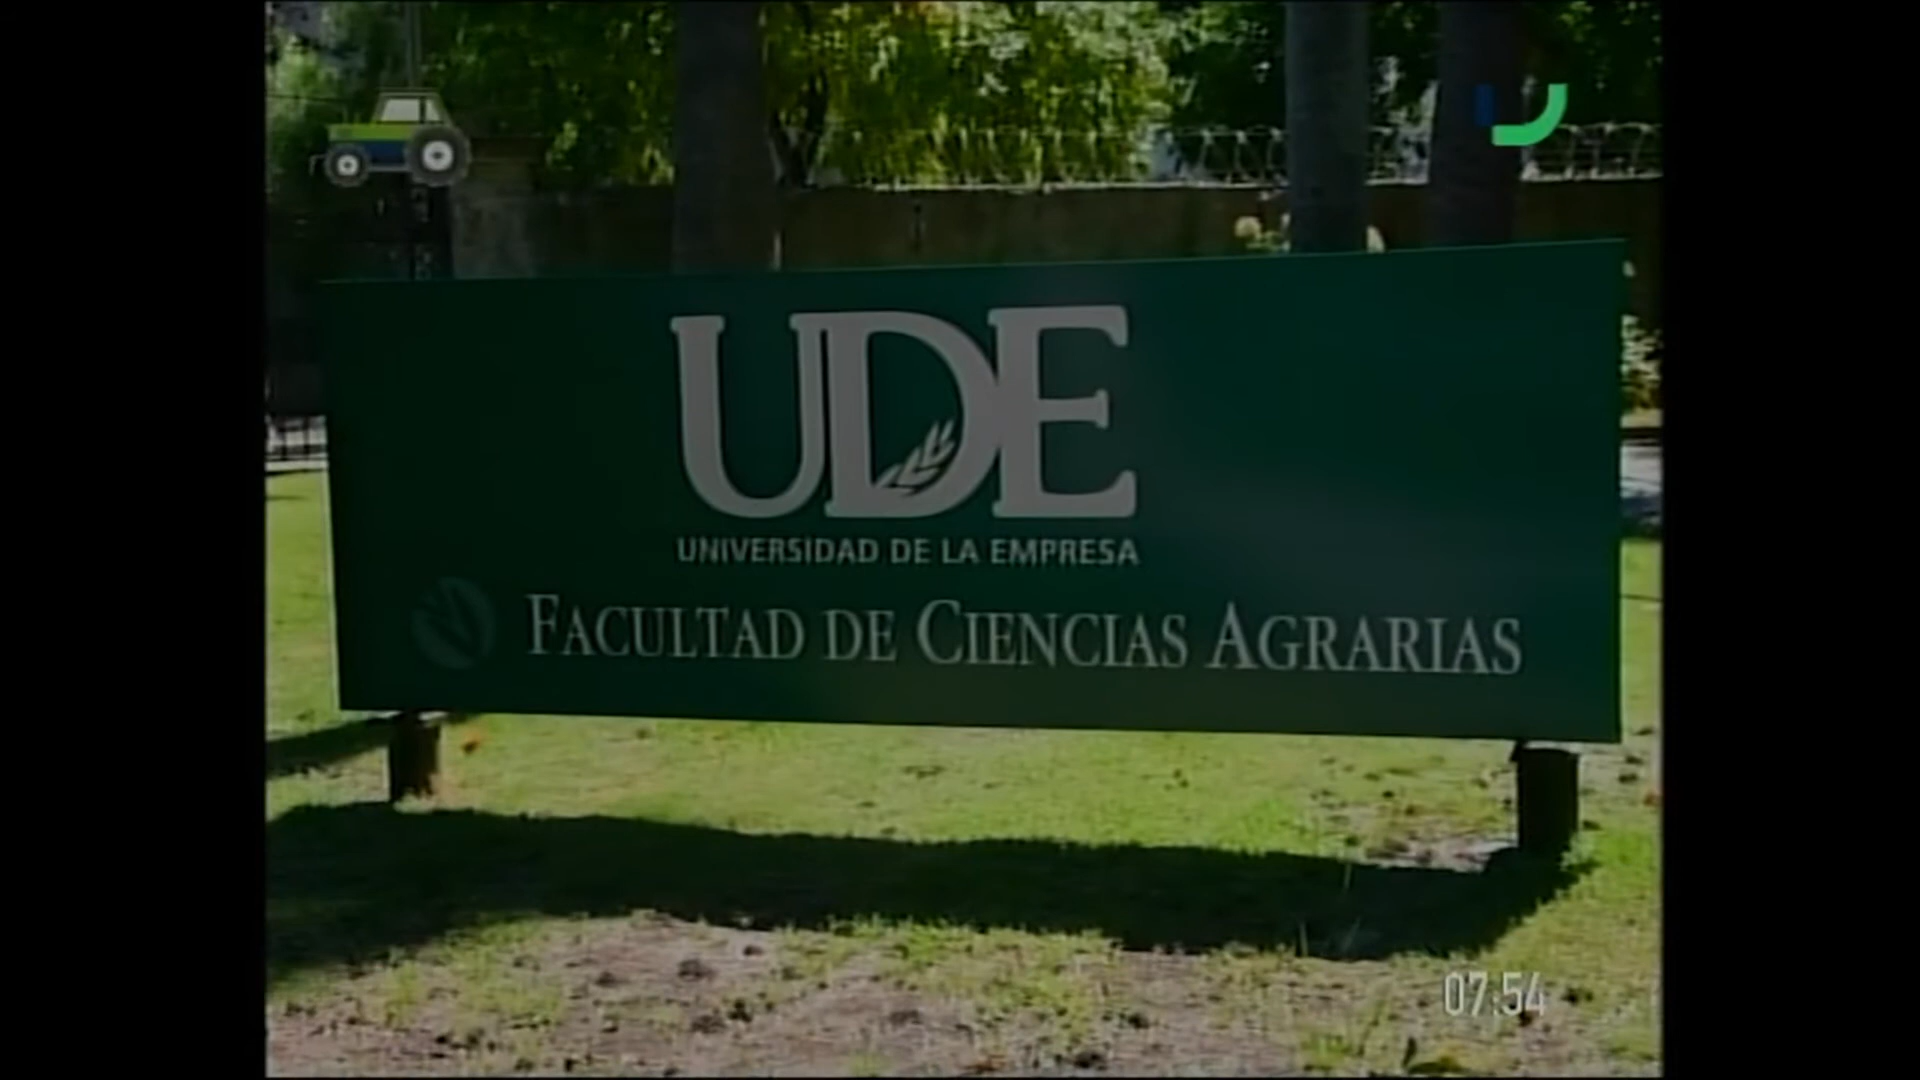 UDE
UNIVERSIDAD DE LA EMPRESA
FACULTAD DE CIENCIAS AGRARIAS
07:54